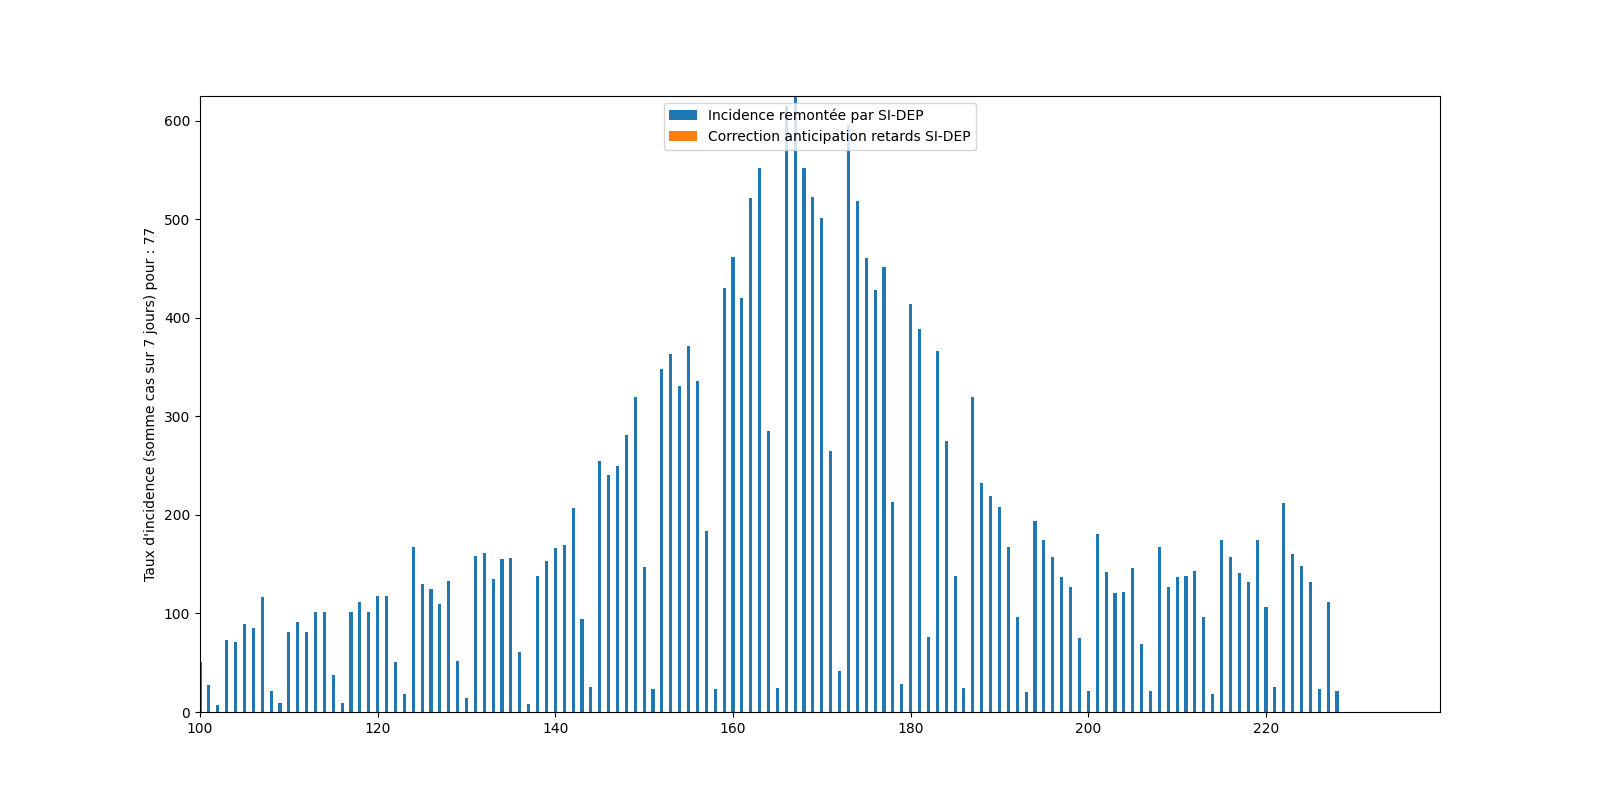 Incidence remontée par SI-DEP
Correction anticipation retards SI-DEP
Taux d'incidence (somme cas sur 7 jours) pour : 77
600
500
400
300
200
100
0
100 120 140 160 180 200 220